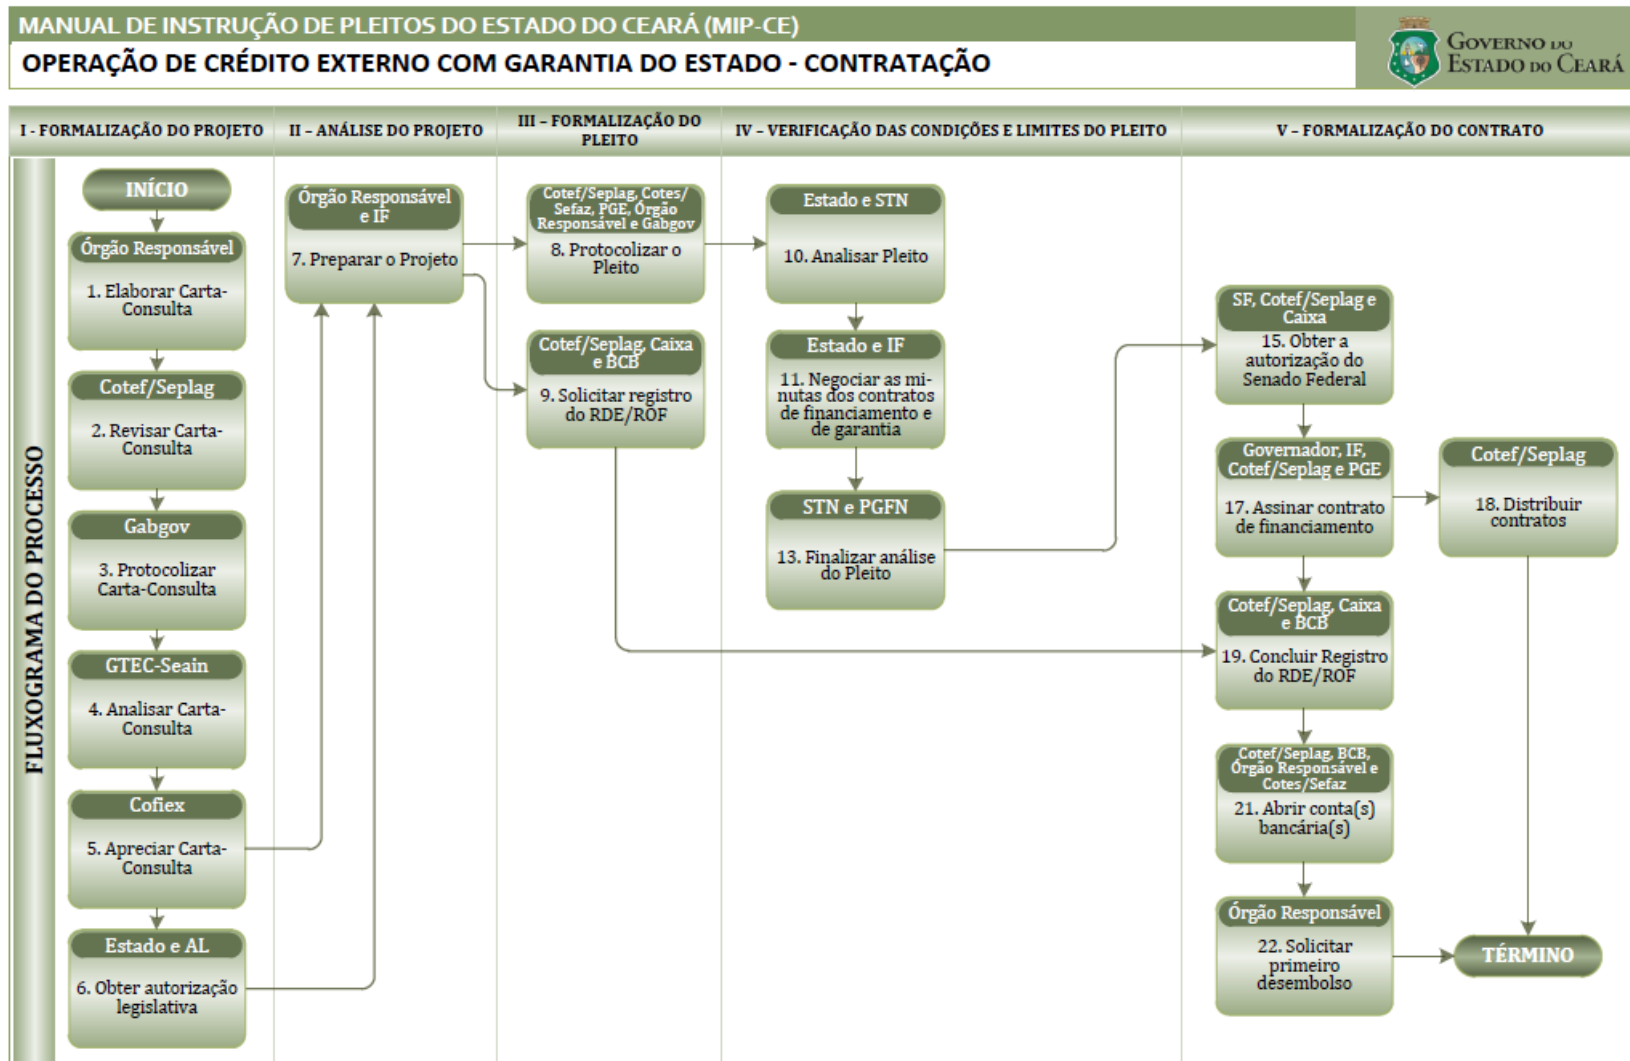 MANUAL DE INSTRUÇÃO DE PLEITOS DO ESTADO DO CEARÁ (MIP-CE)
OPERAÇÃO DE CRÉDITO EXTERNO COM GARANTIA DO ESTADO - CONTRATAÇÃO
GOVERNO DO
ESTADO DO CEARÁ
I - FORMALIZAÇÃO DO PROJETO
II – ANÁLISE DO PROJETO
III – FORMALIZAÇÃO DO
PLEITO
IV – VERIFICAÇÃO DAS CONDIÇÕES E LIMITES DO PLEITO
V – FORMALIZAÇÃO DO CONTRATO
FLUXOGRAMA DO PROCESSO
INÍCIO
Órgão Responsável
1. Elaborar Carta-
Consulta
Cotef/Seplag
2. Revisar Carta-
Consulta
Gabgov
3. Protocolizar
Carta-Consulta
GTEC-Seain
4. Analisar Carta-
Consulta
Cofiex
5. Apreciar Carta-
Consulta
Estado e AL
6. Obter autorização
legislativa
Órgão Responsável
e IF
7. Preparar o Projeto
Cotef/Seplag, Cotes/
Sefaz, PGE, Órgão
Responsável e Gabgov
8. Protocolizar o
Pleito
Cotef/Seplag, Caixa
e BCB
9. Solicitar registro
do RDE/ROF
Estado e STN
10. Analisar Pleito
Estado e IF
11. Negociar as mi-
nutas dos contratos
de financiamento e
de garantia
STN e PGFN
13. Finalizar análise
do Pleito
SF, Cotef/Seplag e
Caixa
15. Obter a
autorização do
Senado Federal
Governador, IF,
Cotef/Seplag e PGE
17. Assinar contrato
de financiamento
Cotef/Seplag
18. Distribuir
contratos
Cotef/Seplag, Caixa
e BCB
19. Concluir Registro
do RDE/ROF
Cotef/Seplag, BCB,
Órgão Responsável e
Cotes/Sefaz
21. Abrir conta(s)
bancária(s)
Órgão Responsável
22. Solicitar
primeiro
desembolso
TÉRMINO